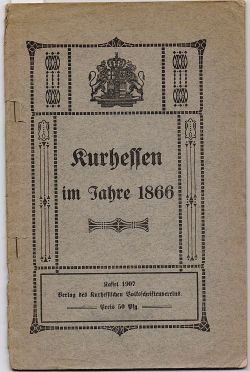 Kurhessen
im Jahre 1866
Kassel 1907
Verlag des Kurhessischen Volksschriftenvereins.
Preis 50 Pfg.